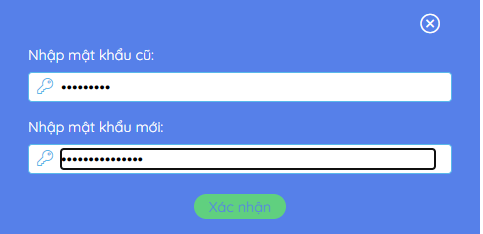 Nhập mật khẩu cũ:
•••••••••
Nhập mật khẩu mới:
•••••••••••••••
Xác nhận